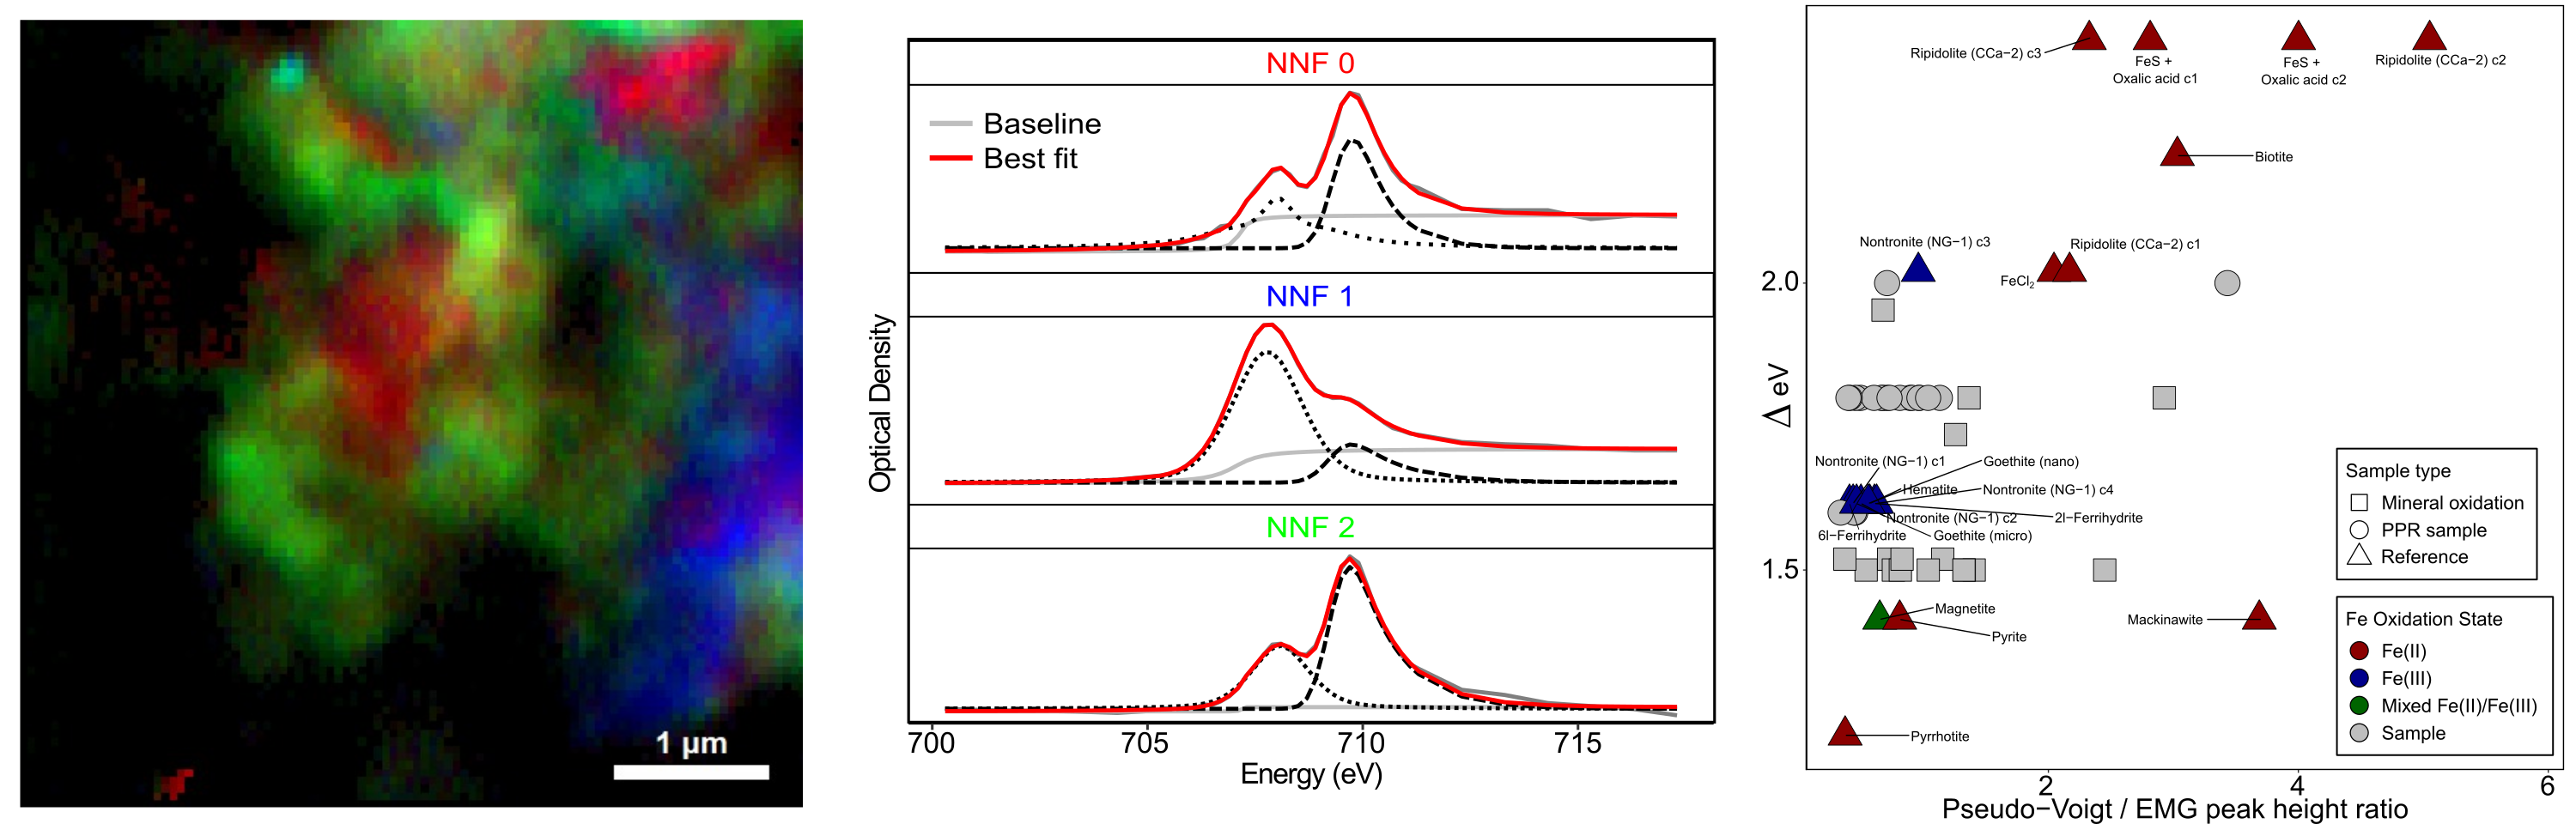 1 µm
NNF 0
Baseline
Best fit
NNF 1
NNF 2
Optical Density
700
705
710
715
Energy (eV)
Ripidolite (CCa−2) c3
FeS +
Oxalic acid c1
FeS +
Oxalic acid c2
Ripidolite (CCa−2) c2
Biotite
Nontronite (NG−1) c3
Ripidolite (CCa−2) c1
FeCl₂
2.0
Δ eV
Nontronite (NG−1) c1
Goethite (nano)
Hematite
Nontronite (NG−1) c4
Nontronite (NG−1) c2
2l−Ferrihydrite
6l−Ferrihydrite
Goethite (micro)
1.5
Magnetite
Pyrite
Mackinawite
Pyrrhotite
Sample type
Mineral oxidation
PPR sample
Reference
Fe Oxidation State
Fe(II)
Fe(III)
Mixed Fe(II)/Fe(III)
Sample
2
4
6
Pseudo−Voigt / EMG peak height ratio